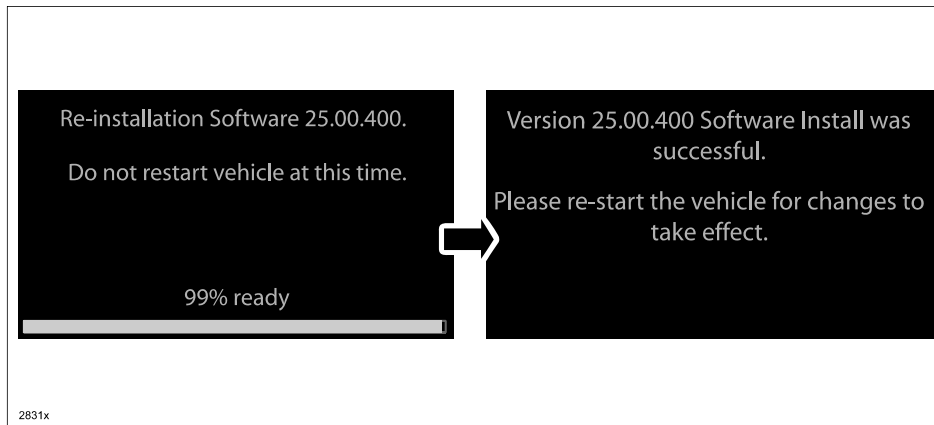 Re-installation Software 25.00.400.
Do not restart vehicle at this time.
99% ready
Version 25.00.400 Software Install was
successful.
Please re-start the vehicle for changes to
take effect.
2831x